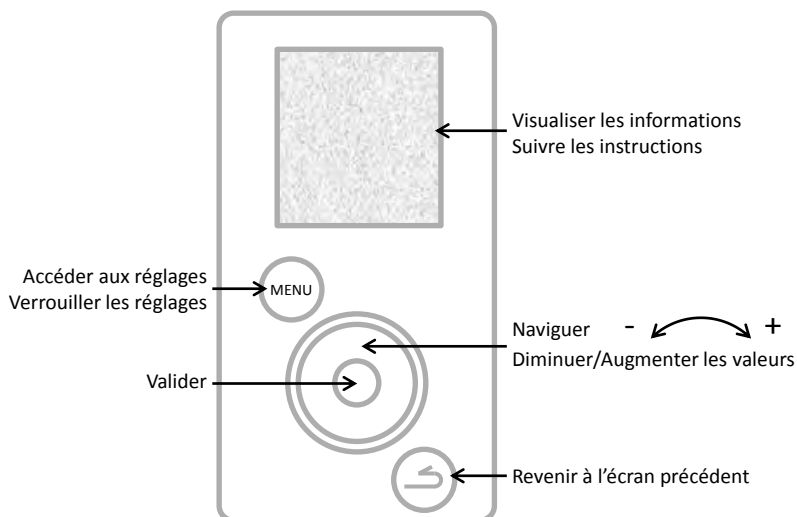 Visualiser les informations
Suivre les instructions
Accéder aux réglages
Verrouiller les réglages
MENU
Naviguer - +
Diminuer/Augmenter les valeurs
Valider
Revenir à l'écran précédent